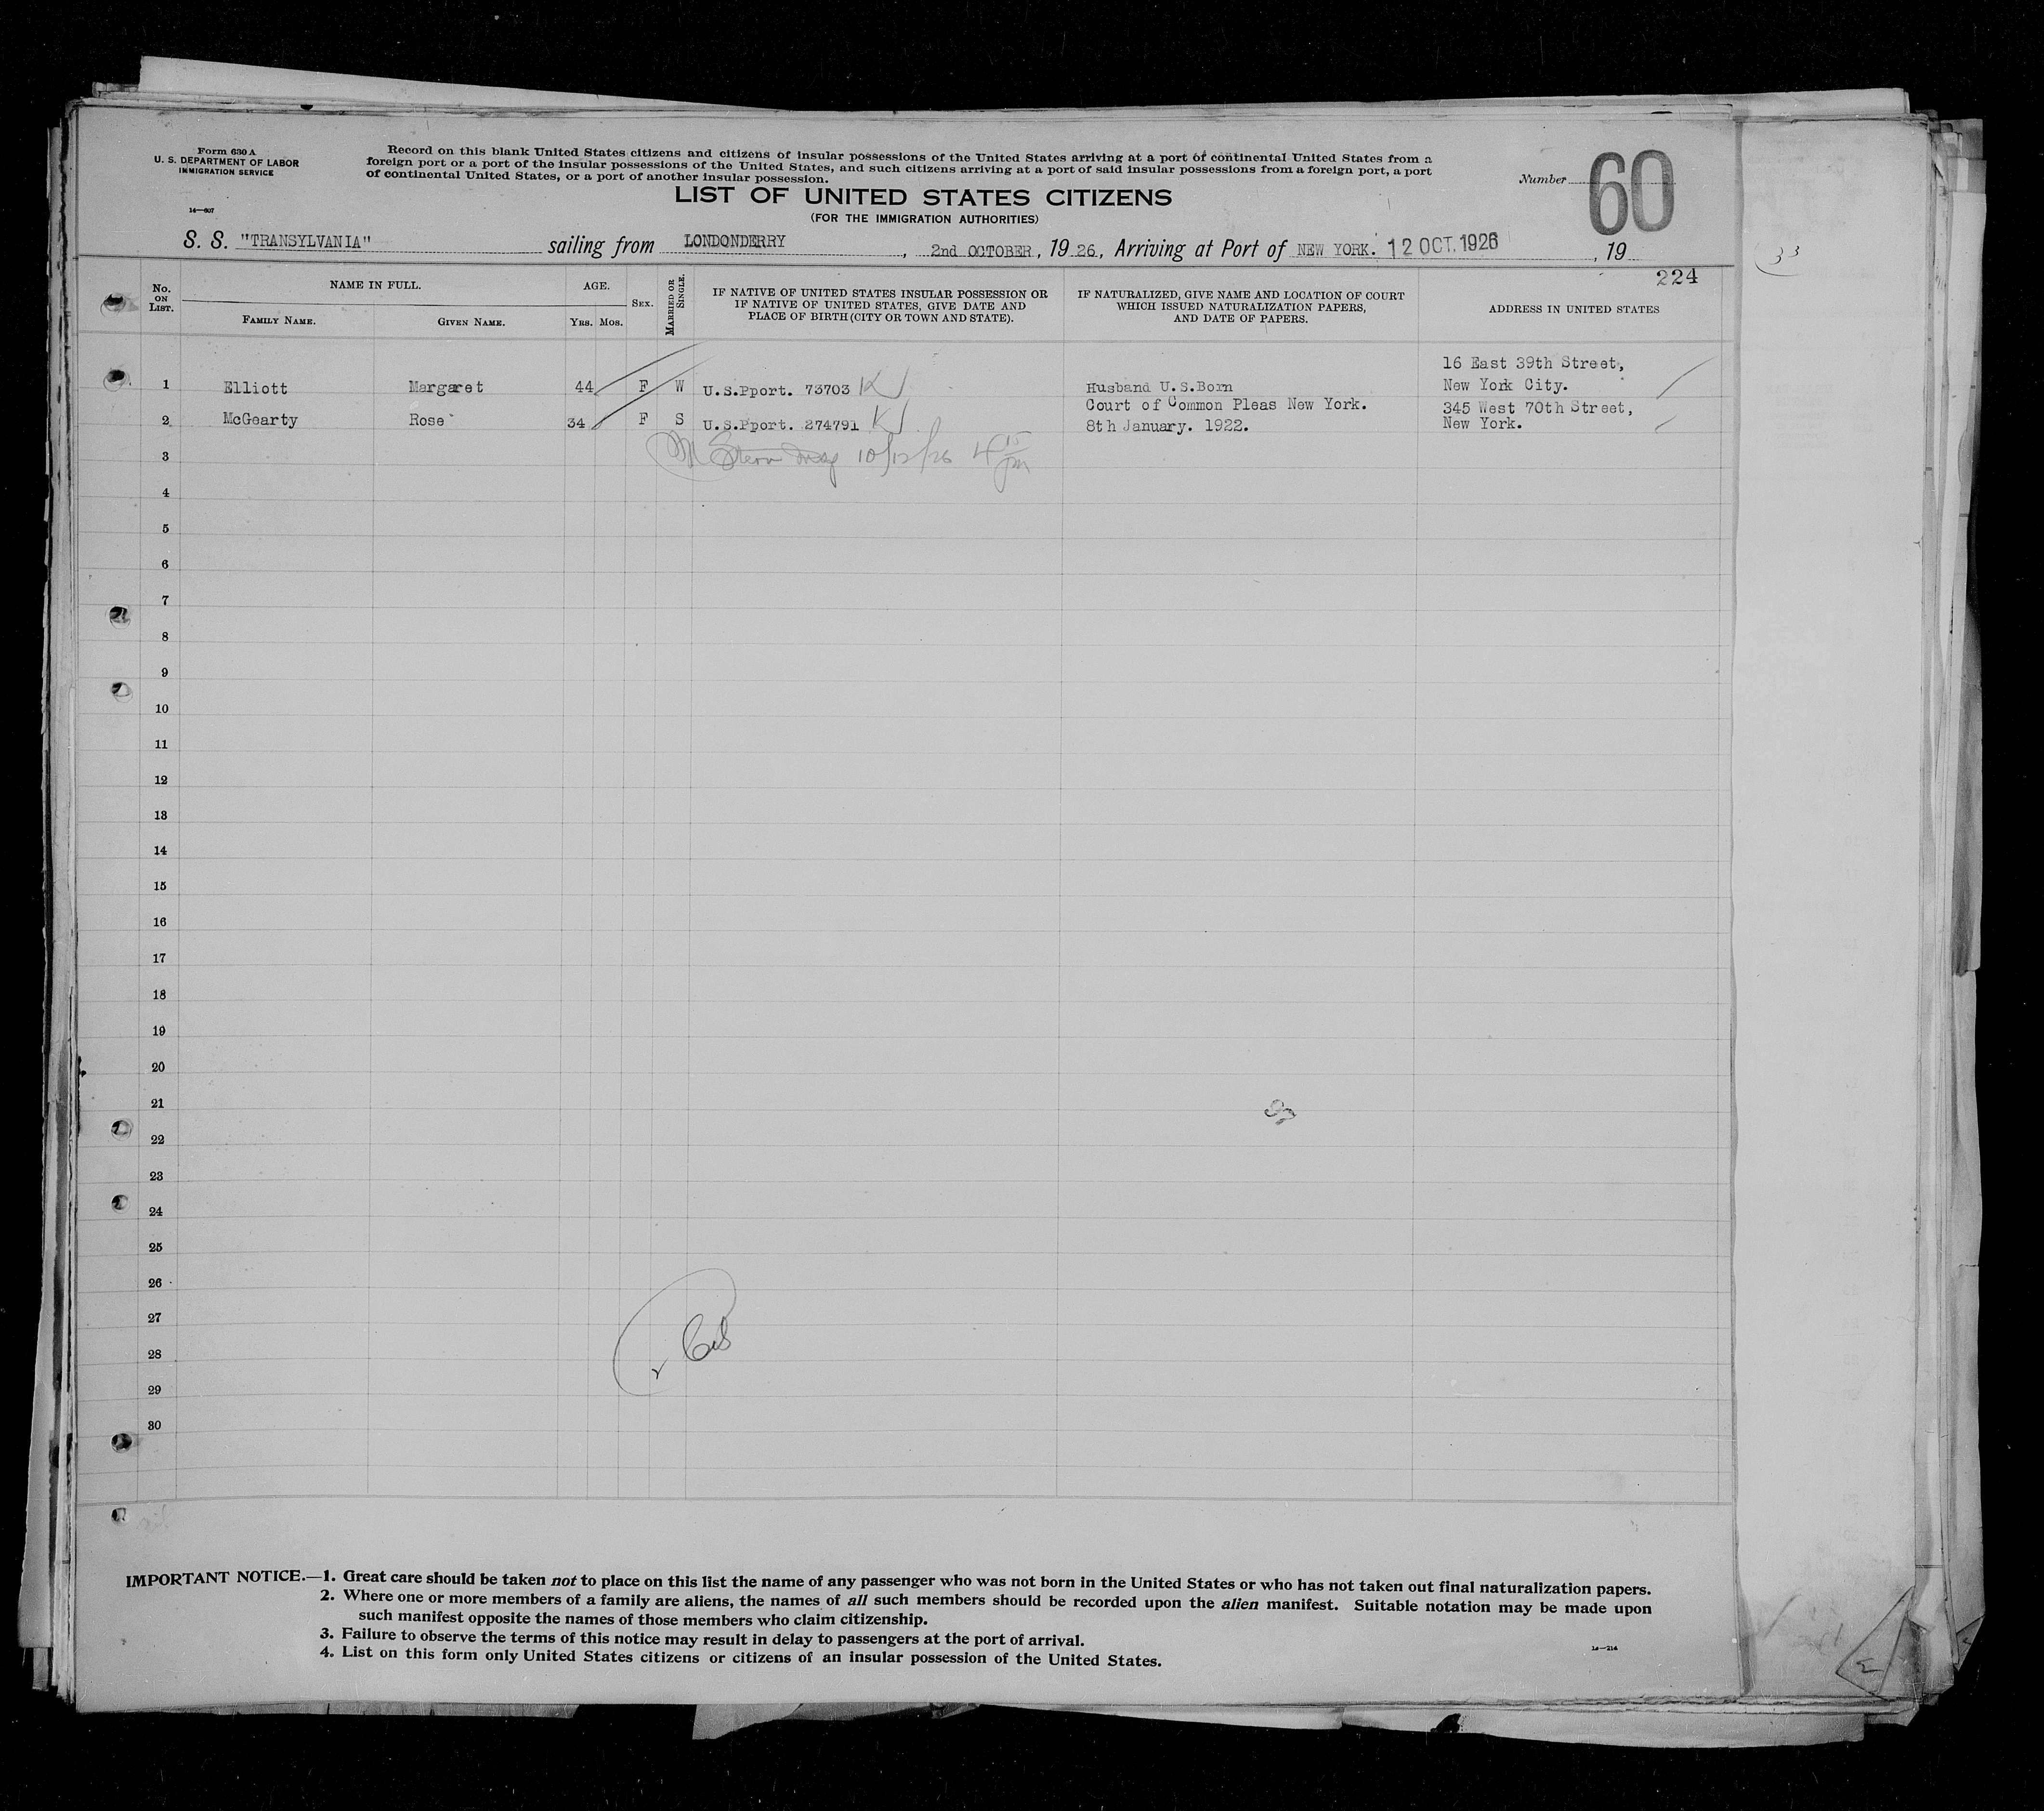 Form 630 A
U. S. DEPARTMENT OF LABOR
IMMIGRATION SERVICE
14—607
Record on this blank United States citizens and citizens of insular possessions of the United States arriving at a port of continental United States from a
foreign port or a port of the insular possessions of the United States, and such citizens arriving at a port of said insular possessions from a foreign port, a port
of continental United States, or a port of another insular possession.
LIST OF UNITED STATES CITIZENS
(FOR THE IMMIGRATION AUTHORITIES)
Number 60
S. S. "TRANSYLVANIA" sailing from LONDONDERRY, 2nd OCTOBER, 1926, Arriving at Port of NEW YORK. 12 OCT. 1926, 19
33
224
No. ON LIST.
NAME IN FULL.
FAMILY NAME.
GIVEN NAME.
AGE.
YRS. MOS.
SEX.
MARRIED OR SINGLE.
IF NATIVE OF UNITED STATES INSULAR POSSESSION OR
IF NATIVE OF UNITED STATES, GIVE DATE AND
PLACE OF BIRTH (CITY OR TOWN AND STATE).
IF NATURALIZED, GIVE NAME AND LOCATION OF COURT
WHICH ISSUED NATURALIZATION PAPERS,
AND DATE OF PAPERS.
ADDRESS IN UNITED STATES
16 East 39th Street,
1 Elliott Margaret 44 F W U.S.Pport. 73703 Husband U.S.Born New York City.
Court of Common Pleas New York. 345 West 70th Street,
2 McGearty Rose 34 F S U.S.Pport. 274791 8th January. 1922. New York.
3 10/12/26 4 15 pm
4
5
6
7
8
9
10
11
12
13
14
15
16
17
18
19
20
21
22
23
24
25
26
27
28
29
30
IMPORTANT NOTICE.—1. Great care should be taken not to place on this list the name of any passenger who was not born in the United States or who has not taken out final naturalization papers.
2. Where one or more members of a family are aliens, the names of all such members should be recorded upon the alien manifest. Suitable notation may be made upon
such manifest opposite the names of those members who claim citizenship.
3. Failure to observe the terms of this notice may result in delay to passengers at the port of arrival.
4. List on this form only United States citizens or citizens of an insular possession of the United States.
14—214